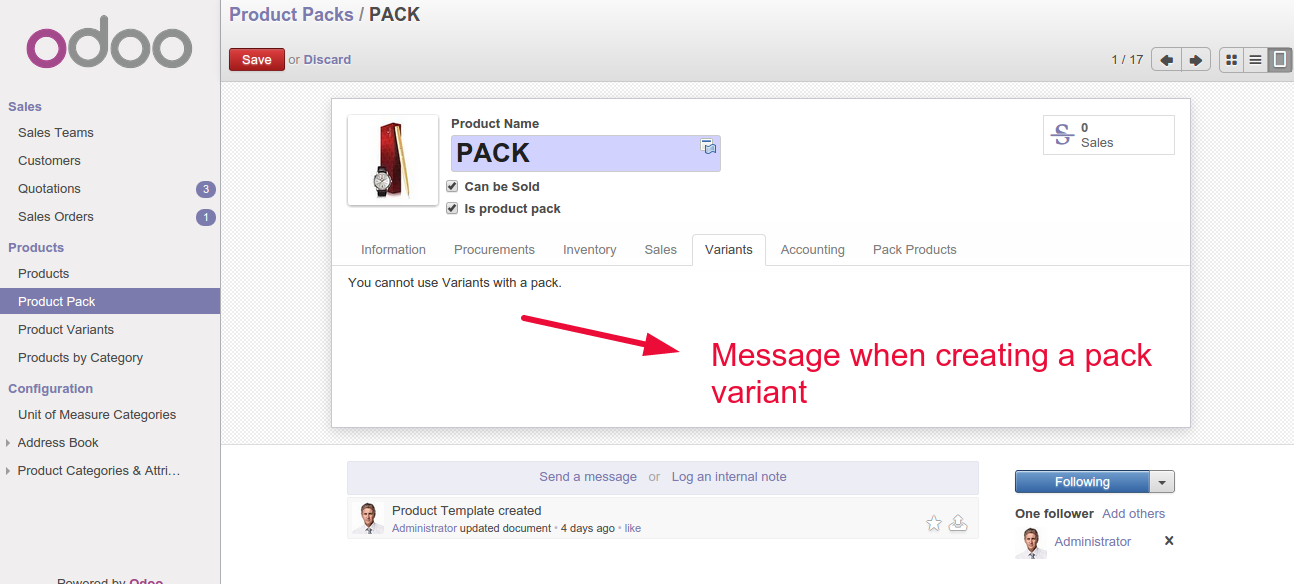 odoo
Product Packs / PACK
Save or Discard
1 / 17
Sales
Sales Teams
Customers
Quotations 3
Sales Orders 1
Products
Products
Product Pack
Product Variants
Products by Category
Configuration
Unit of Measure Categories
Address Book
Product Categories & Attri...
Powered by Odoo
Product Name
PACK
Can be Sold
Is product pack
0
Sales
Information Procurements Inventory Sales Variants Accounting Pack Products
You cannot use Variants with a pack.
Message when creating a pack
variant
Send a message or Log an internal note
Product Template created
Administrator updated document • 4 days ago • like
Following
One follower Add others
Administrator X